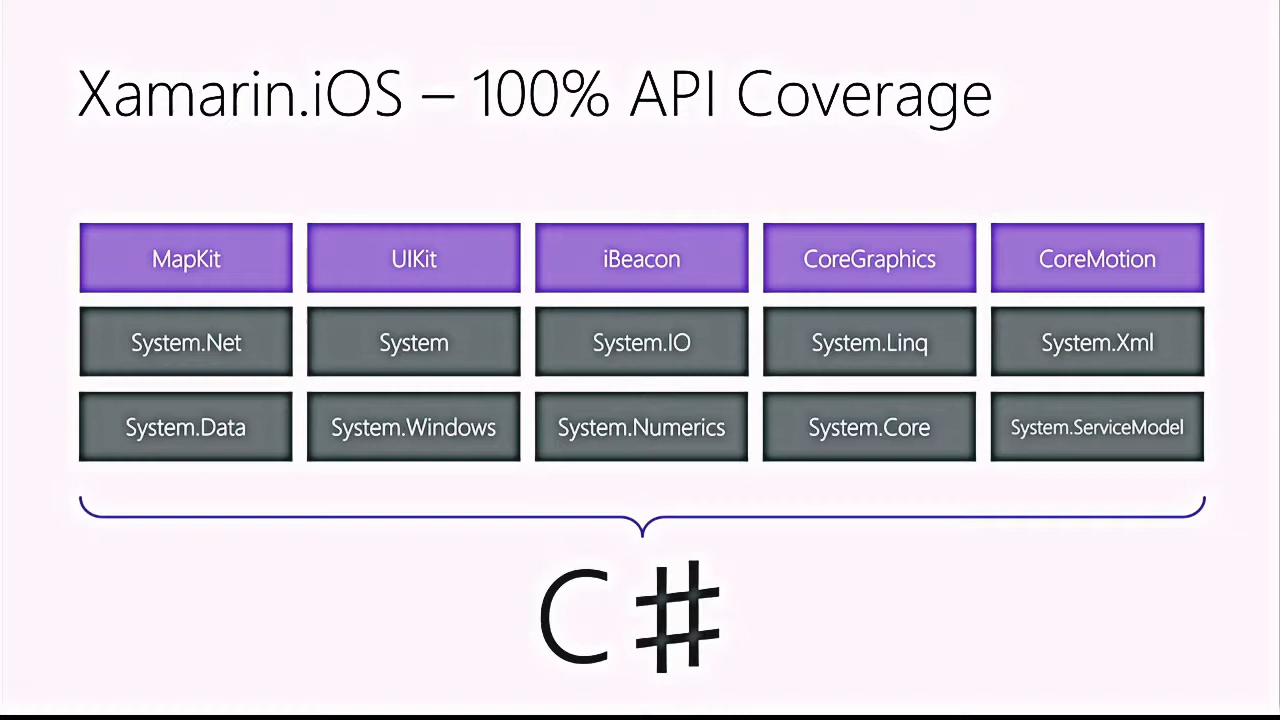 Xamarin.iOS – 100% API Coverage
MapKit UIKit iBeacon CoreGraphics CoreMotion
System.Net System System.IO System.Linq System.Xml
System.Data System.Windows System.Numerics System.Core System.ServiceModel
C#